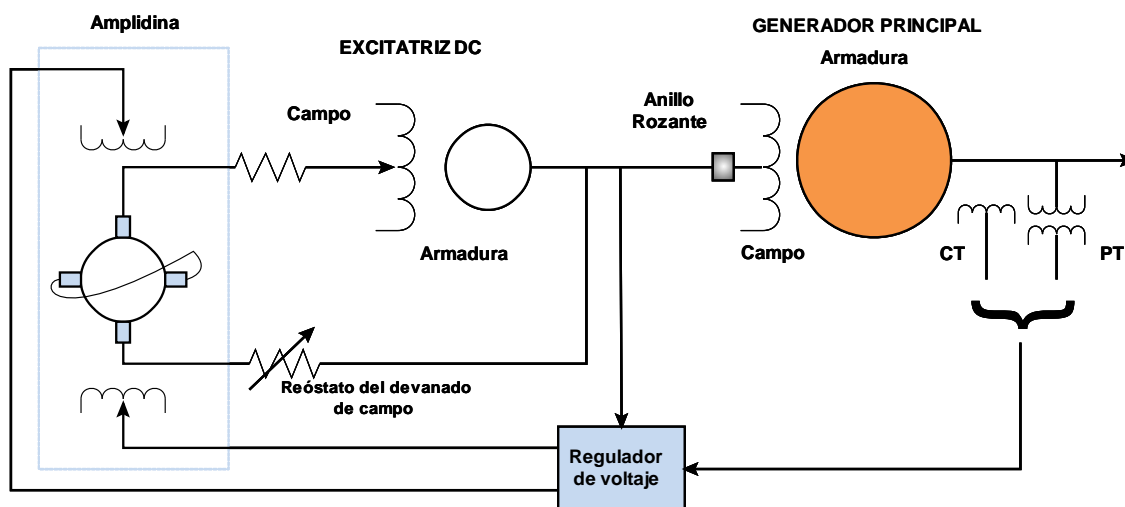 Amplidina
EXCITATRIZ DC
GENERADOR PRINCIPAL
Armadura
Campo
Anillo
Rozante
Armadura
Campo
CT
PT
Reóstato del devanado
de campo
Regulador
de voltaje